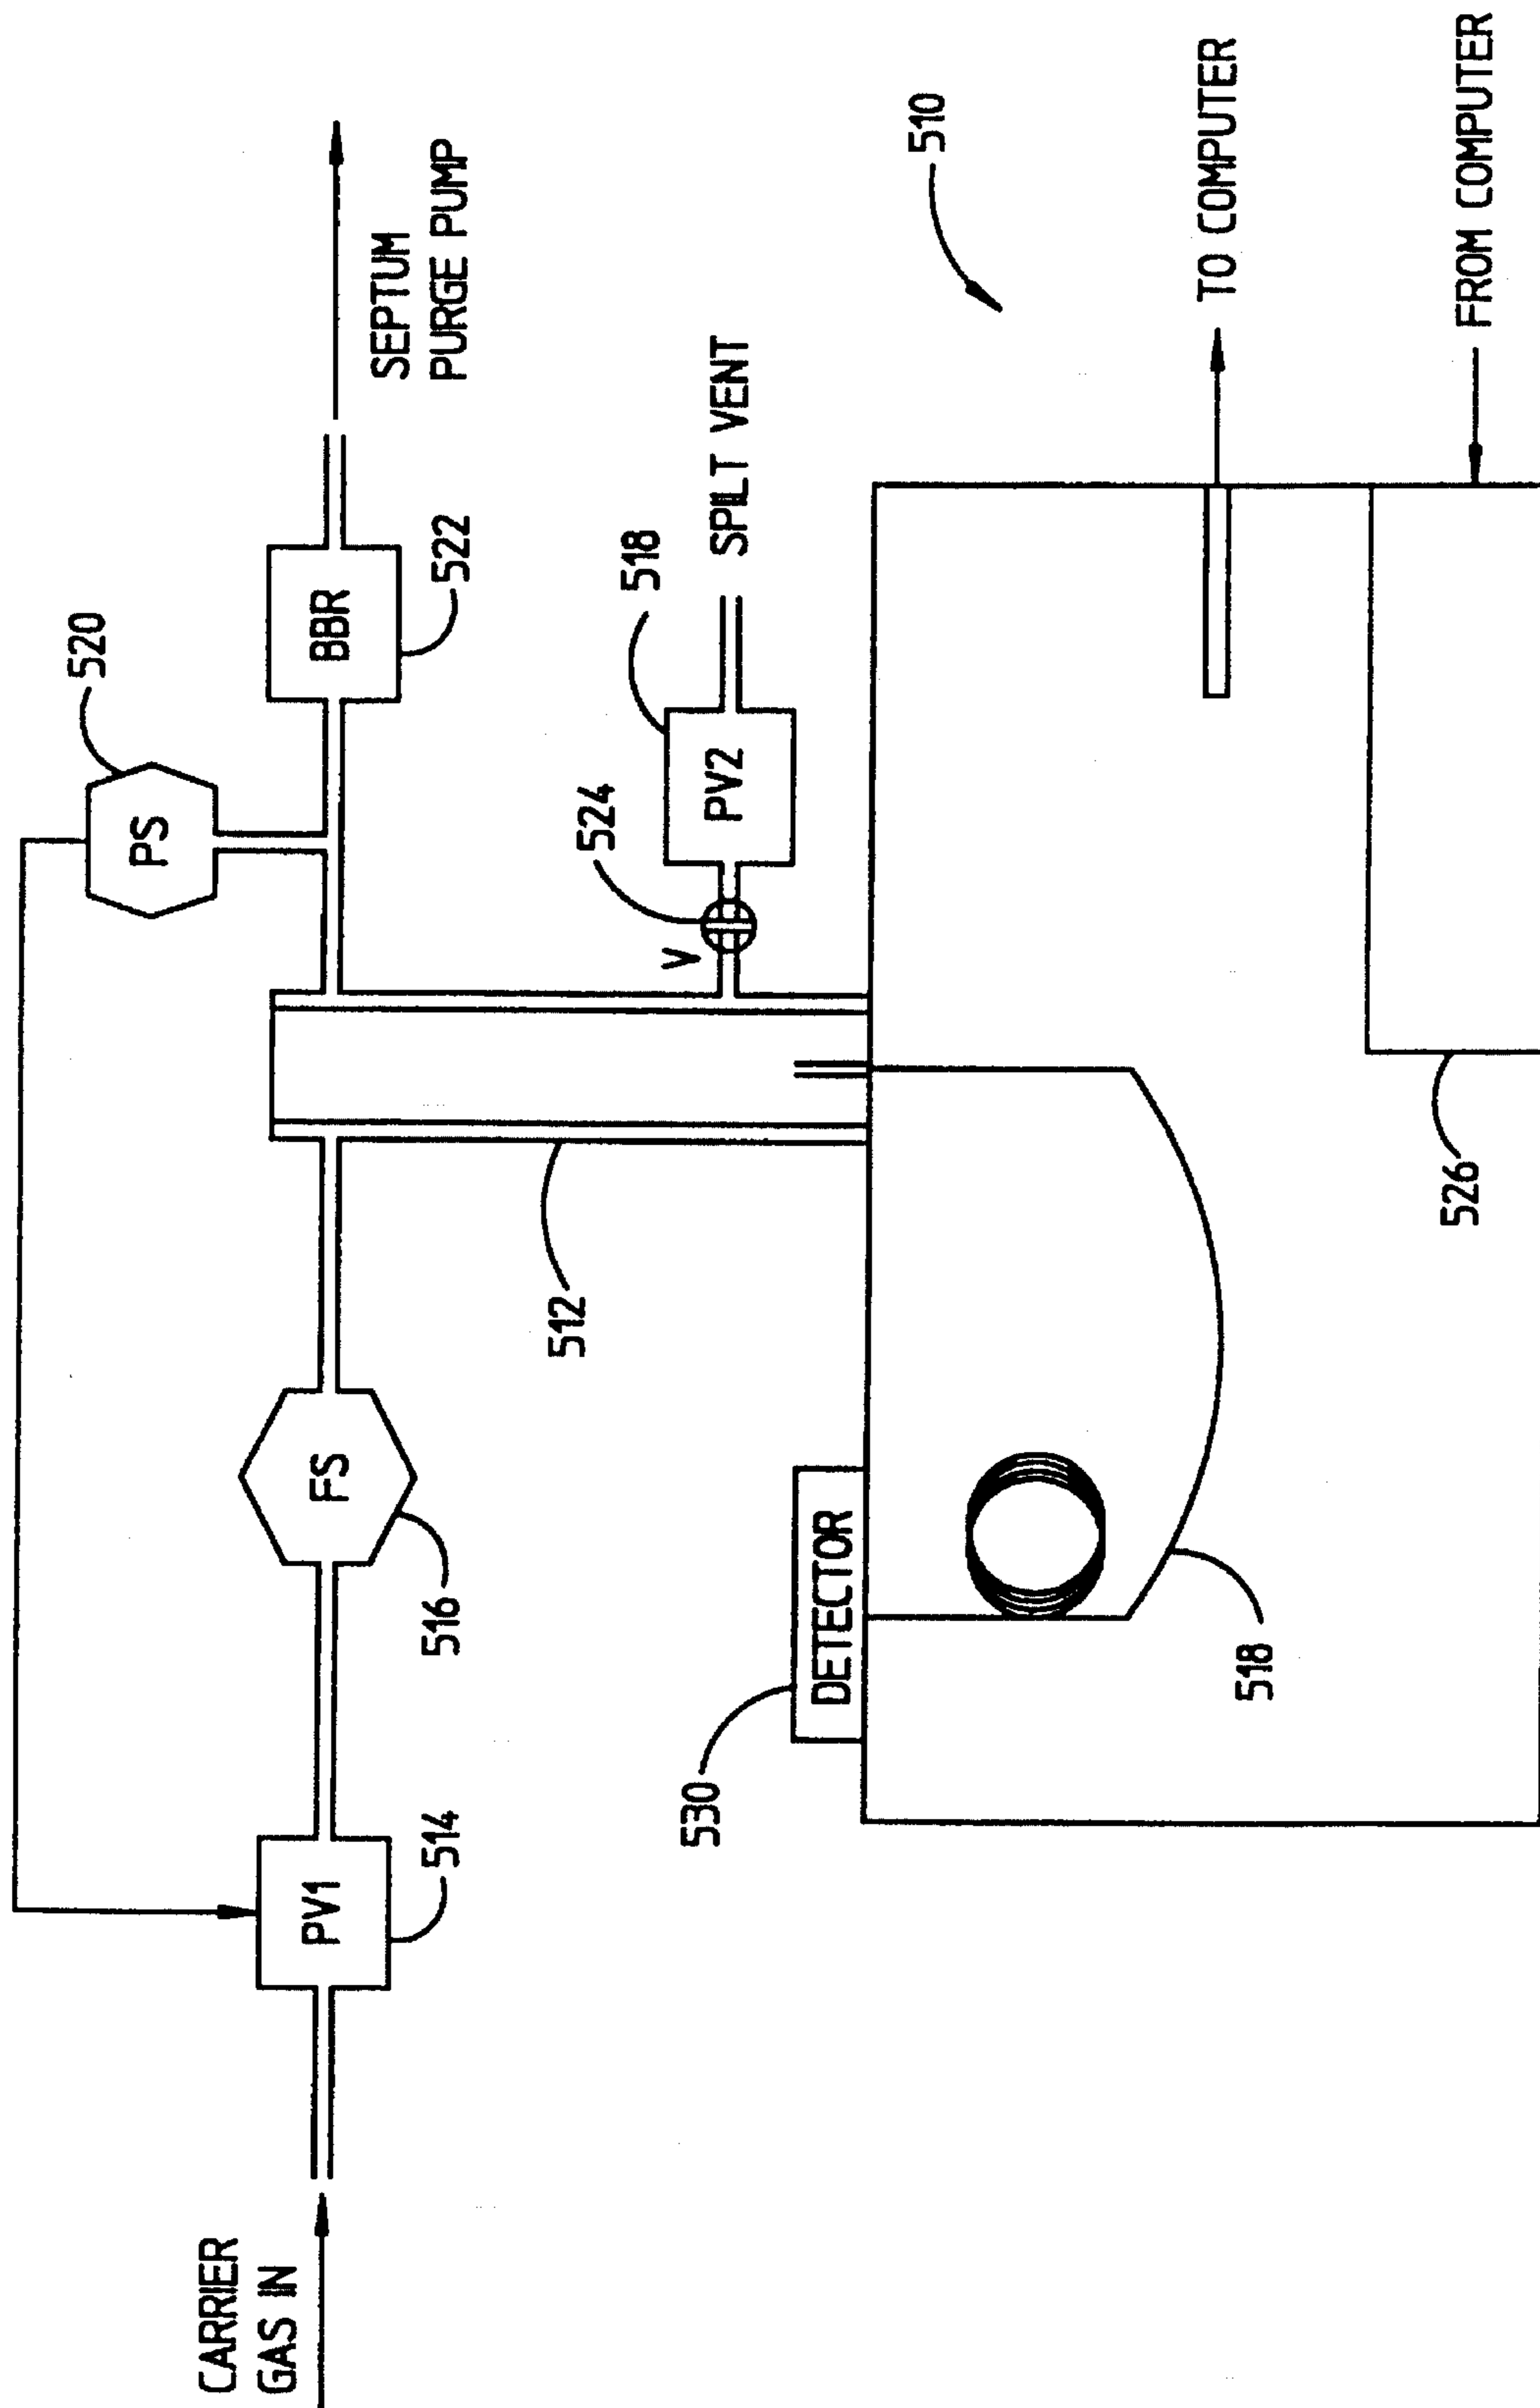 520
PS
CARRIER
GAS IN
PV1
514
FS
516
BBR
522
SEPTUM
PURGE PUMP
512
V
524
PV2
518
SPILT VENT
510
530
DETECTOR
518
526
TO COMPUTER
FROM COMPUTER